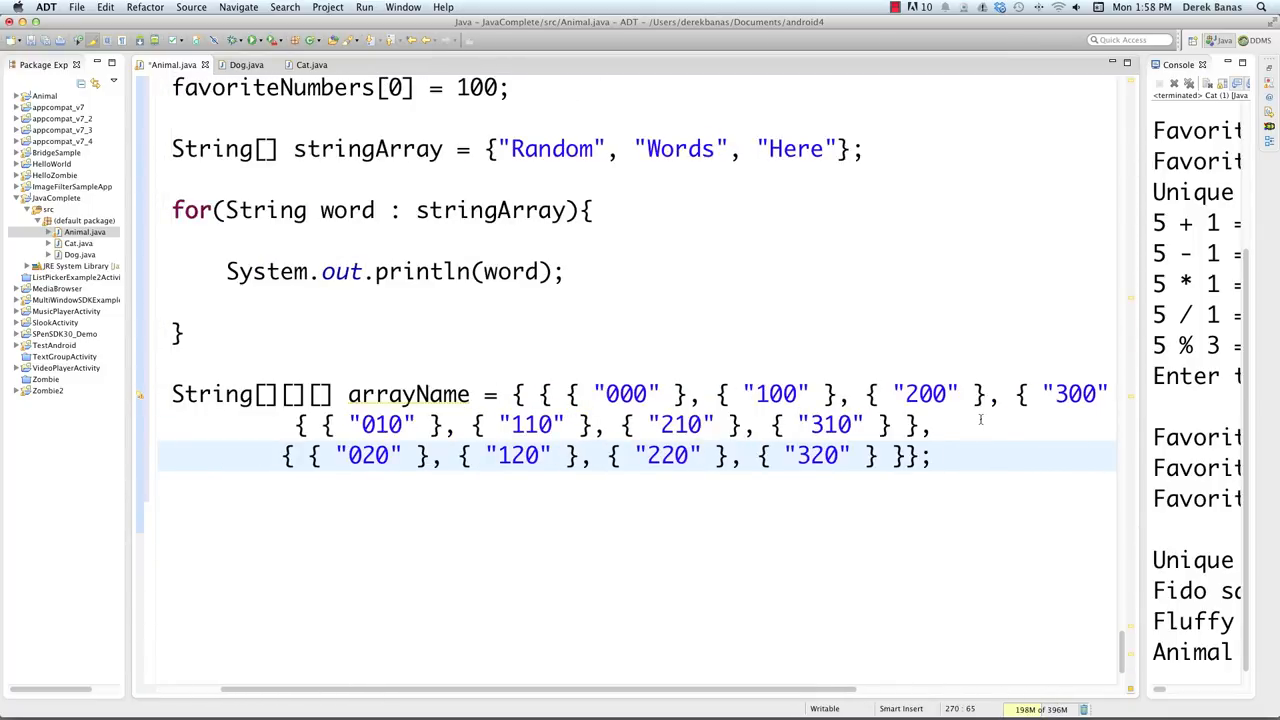 ADT File Edit Refactor Source Navigate Search Project Run Window Help
10 Mon 1:58 PM Derek Banas
Java - JavaComplete/src/Animal.java - ADT - /Users/derekbanas/Documents/android4
Quick Access Java DDMS
Package Exp
Animal
appcompat_v7
appcompat_v7_2
appcompat_v7_3
appcompat_v7_4
BridgeSample
HelloWorld
HelloZombie
ImageFilterSampleApp
JavaComplete
src
(default package)
Animal.java
Cat.java
Dog.java
JRE System Library [Ja
ListPickerExample2Activi
MediaBrowser
MultiWindowSDKExample
MusicPlayerActivity
SlookActivity
SPenSDK30_Demo
TestAndroid
TextGroupActivity
VideoPlayerActivity
Zombie
Zombie2
*Animal.java Dog.java Cat.java
favoriteNumbers[0] = 100;
String[] stringArray = {"Random", "Words", "Here"};
for(String word : stringArray){
System.out.println(word);
}
String[][][] arrayName = { { { "000" }, { "100" }, { "200" }, { "300"
{ { "010" }, { "110" }, { "210" }, { "310" } },
{ { "020" }, { "120" }, { "220" }, { "320" } }};
Console
<terminated> Cat (1) [Java
Favorit
Favorit
Unique
5 + 1 =
5 - 1 =
5 * 1 =
5 / 1 =
5 % 3 =
Enter t
Favorit
Favorit
Favorit
Unique
Fido sa
Fluffy
Animal
Writable Smart Insert 270 : 65 198M of 396M